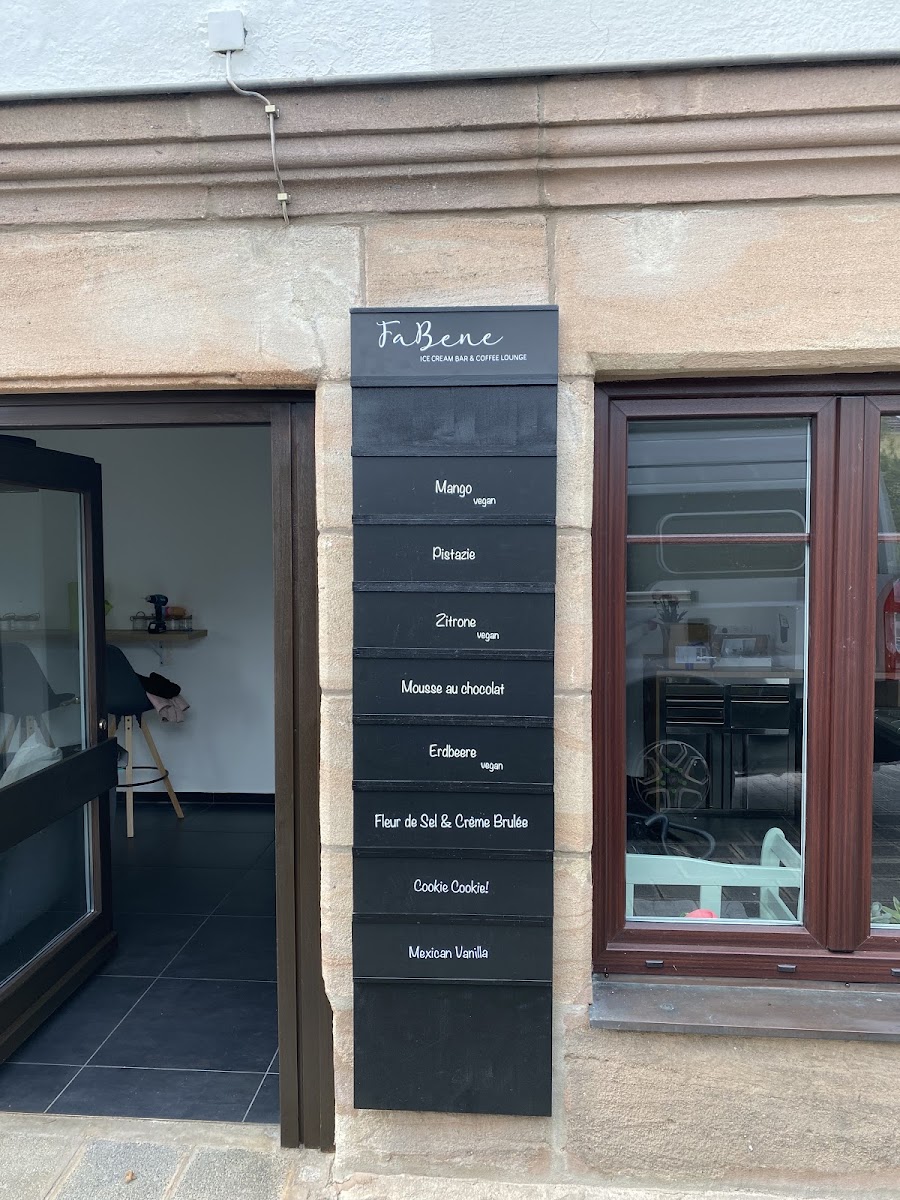 FaBene
ICE CREAM BAR & COFFEE LOUNGE
Mango
vegan
Pistazie
Zitrone
vegan
Mousse au chocolat
Erdbeere
vegan
Fleur de Sel & Crème Brulée
Cookie Cookie!
Mexican Vanilla